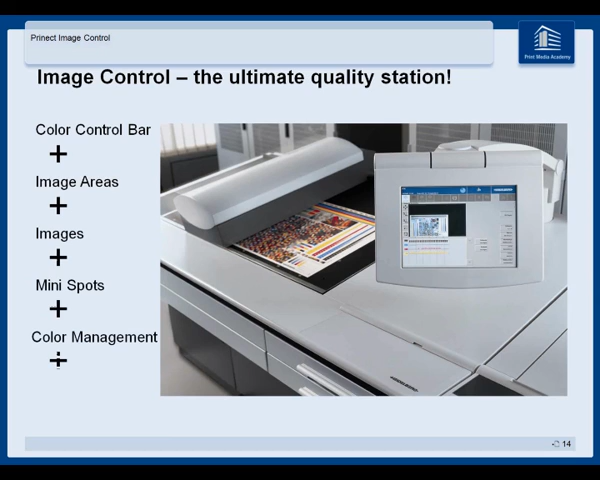 Prinect Image Control
Print Media Academy
Image Control – the ultimate quality station!
Color Control Bar
+
Image Areas
+
Images
+
Mini Spots
+
Color Management
+
14